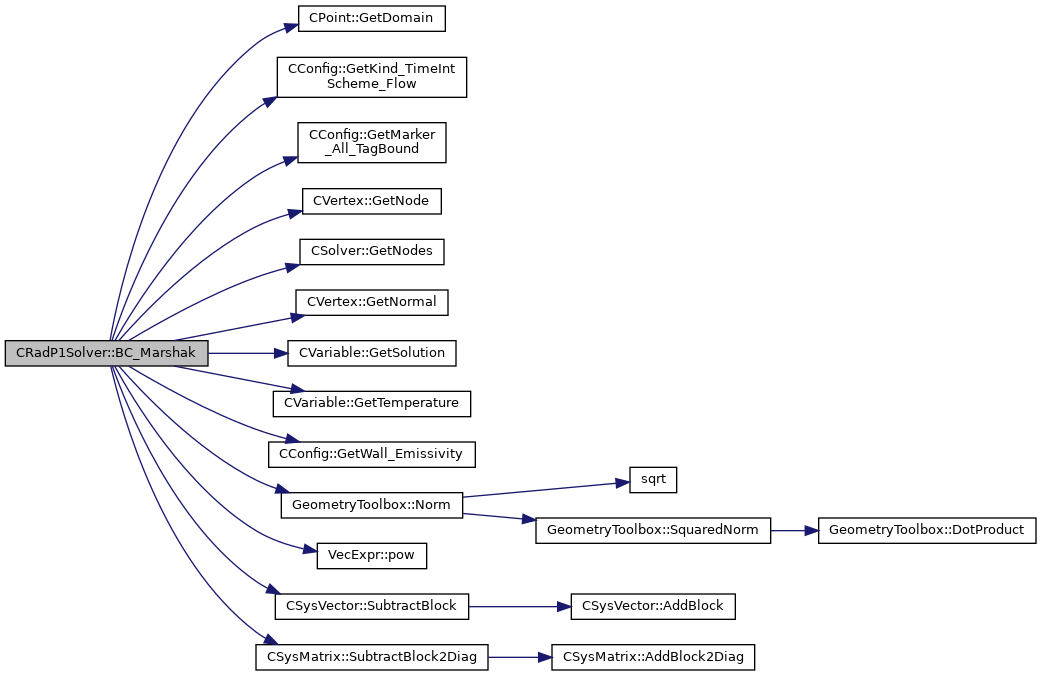 CPoint::GetDomain
CConfig::GetKind_TimeInt
Scheme_Flow
CConfig::GetMarker
_All_TagBound
CVertex::GetNode
CSolver::GetNodes
CVertex::GetNormal
CRadP1Solver::BC_Marshak
CVariable::GetSolution
CVariable::GetTemperature
CConfig::GetWall_Emissivity
GeometryToolbox::Norm
sqrt
GeometryToolbox::SquaredNorm
GeometryToolbox::DotProduct
VecExpr::pow
CSysVector::SubtractBlock
CSysVector::AddBlock
CSysMatrix::SubtractBlock2Diag
CSysMatrix::AddBlock2Diag